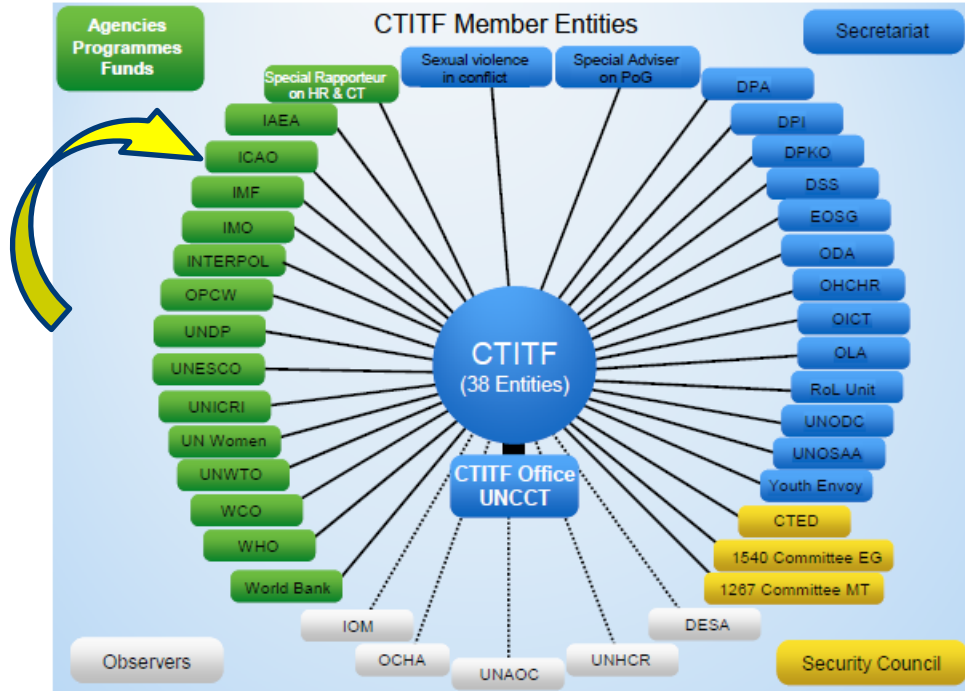 CTITF Member Entities
Agencies
Programmes
Funds
Secretariat
Special Rapporteur
on HR & CT
Sexual violence
in conflict
Special Adviser
on PoG
IAEA
ICAO
IMF
IMO
INTERPOL
OPCW
UNDP
UNESCO
UNICRI
UN Women
UNWTO
WCO
WHO
World Bank
DPA
DPI
DPKO
DSS
EOSG
ODA
OHCHR
OICT
OLA
RoL Unit
UNODC
UNOSAA
Youth Envoy
CTED
1540 Committee EG
1267 Committee MT
CTITF
(38 Entities)
CTITF Office
UNCCT
IOM
OCHA
UNAOC
UNHCR
DESA
Observers
Security Council